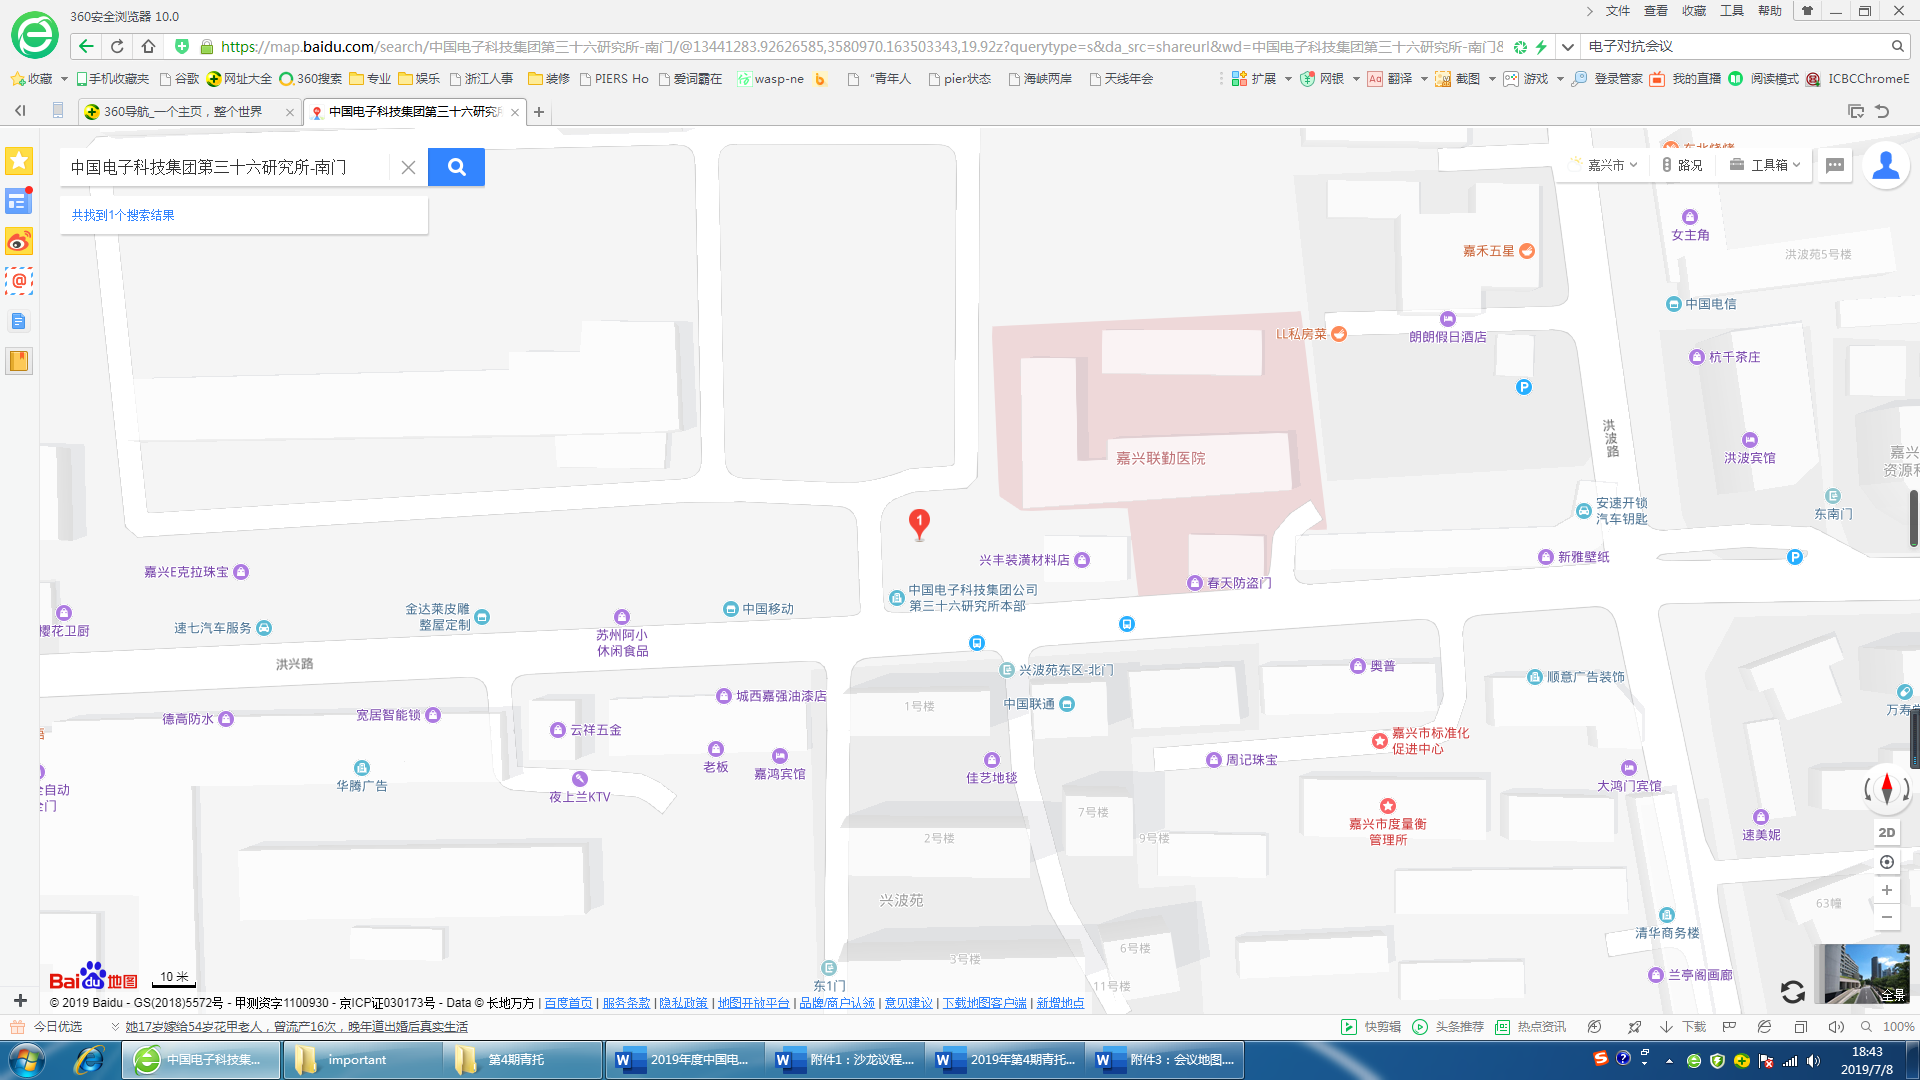 360安全浏览器 10.0
文件 查看 收藏 工具 帮助
https://map.baidu.com/search/中国电子科技集团第三十六研究所-南门/@13441283.92626585,3580970.163503343,19.92z?querytype=s&da_src=shareurl&wd=中国电子科技集团第三十六研究所-南门&
电子对抗会议
收藏 手机收藏夹 谷歌 网址大全 360搜索 专业 娱乐 浙江人事 装修 PIERS Ho 爱词霸在 wasp-ne “青年人 pier状态 海峡两岸 天线年会
扩展 网银 翻译 截图 游戏 登录管家 我的直播 阅读模式 ICBCChromeE
360导航_一个主页，整个世界
中国电子科技集团第三十六研究所
中国电子科技集团第三十六研究所-南门
共找到1个搜索结果
嘉兴市 路况 工具箱
女主角
嘉禾五星
洪波苑5号楼
中国电信
LL私房菜
朗朗假日酒店
杭千茶庄
P
洪波路
洪波宾馆
嘉兴联勤医院
东南门
安速开锁
汽车钥匙
1
兴丰装潢材料店
新雅壁纸
P
嘉兴E克拉珠宝
春天防盗门
中国电子科技集团公司
第三十六研究所本部
金达莱皮雕
整屋定制
中国移动
樱花卫厨
速七汽车服务
苏州阿小
休闲食品
洪兴路
兴波苑东区-北门
奥普
顺意广告装饰
城西嘉强油漆店
中国联通
1号楼
德高防水
宽居智能锁
云祥五金
嘉兴市标准化
促进中心
老板
嘉鸿宾馆
周记珠宝
华腾广告
佳艺地毯
大鸿门宾馆
夜上兰KTV
7号楼
嘉兴市度量衡
管理所
速美妮
2号楼
9号楼
2D
兴波苑
63幢
清华商务楼
6号楼
3号楼
兰亭阁画廊
东1门
11号楼
全景
Bai du 地图
10 米
© 2019 Baidu - GS(2018)5572号 - 甲测资字1100930 - 京ICP证030173号 - Data © 长地万方 | 百度首页 | 服务条款 | 隐私政策 | 地图开放平台 | 品牌/商户认领 | 意见建议 | 下载地图客户端 | 新增地点
今日优选 她17岁嫁给54岁花甲老人，曾流产16次，晚年道出婚后真实生活
快剪辑 头条推荐 热点资讯 下载 100%
中国电子科技集... important 第4期青托 2019年度中国电... 附件1：沙龙议程.... 2019年第4期青托... 附件3：会议地图....
18:43
2019/7/8